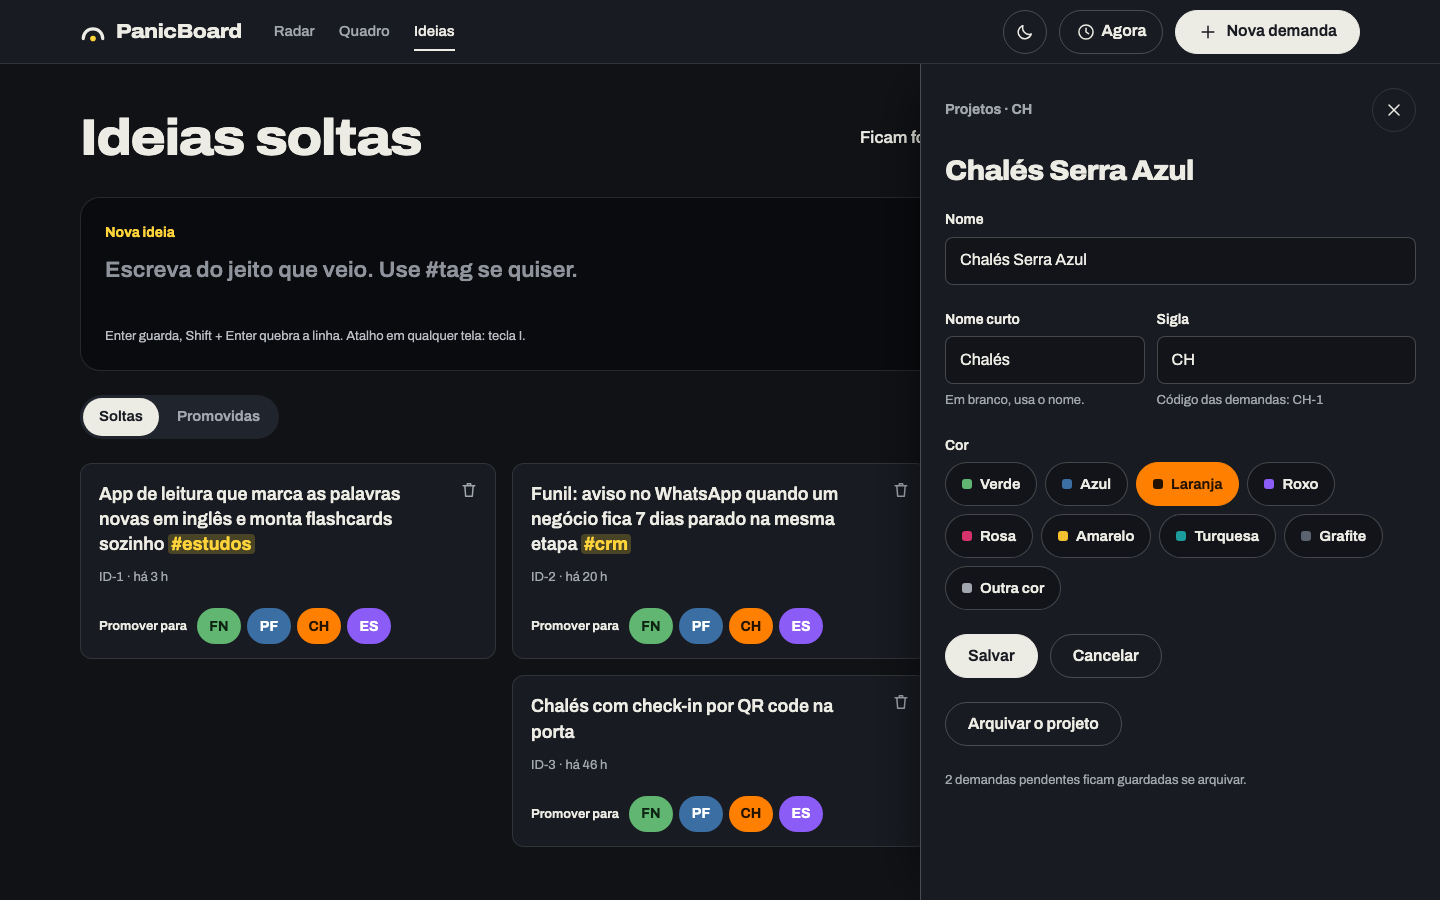 PanicBoard
Radar
Quadro
Ideias
Agora
Nova demanda
Ideias soltas
Ficam
Nova ideia
Escreva do jeito que veio. Use #tag se quiser.
Enter guarda, Shift + Enter quebra a linha. Atalho em qualquer tela: tecla I.
Soltas
Promovidas
App de leitura que marca as palavras
novas em inglês e monta flashcards
sozinho #estudos
ID-1 · há 3 h
Promover para
FN
PF
CH
ES
Funil: aviso no WhatsApp quando um
negócio fica 7 dias parado na mesma
etapa #crm
ID-2 · há 20 h
Promover para
FN
PF
CH
ES
Chalés com check-in por QR code na
porta
ID-3 · há 46 h
Promover para
FN
PF
CH
ES
Projetos · CH
Chalés Serra Azul
Nome
Chalés Serra Azul
Nome curto
Sigla
Chalés
CH
Em branco, usa o nome.
Código das demandas: CH-1
Cor
Verde
Azul
Laranja
Roxo
Rosa
Amarelo
Turquesa
Grafite
Outra cor
Salvar
Cancelar
Arquivar o projeto
2 demandas pendentes ficam guardadas se arquivar.